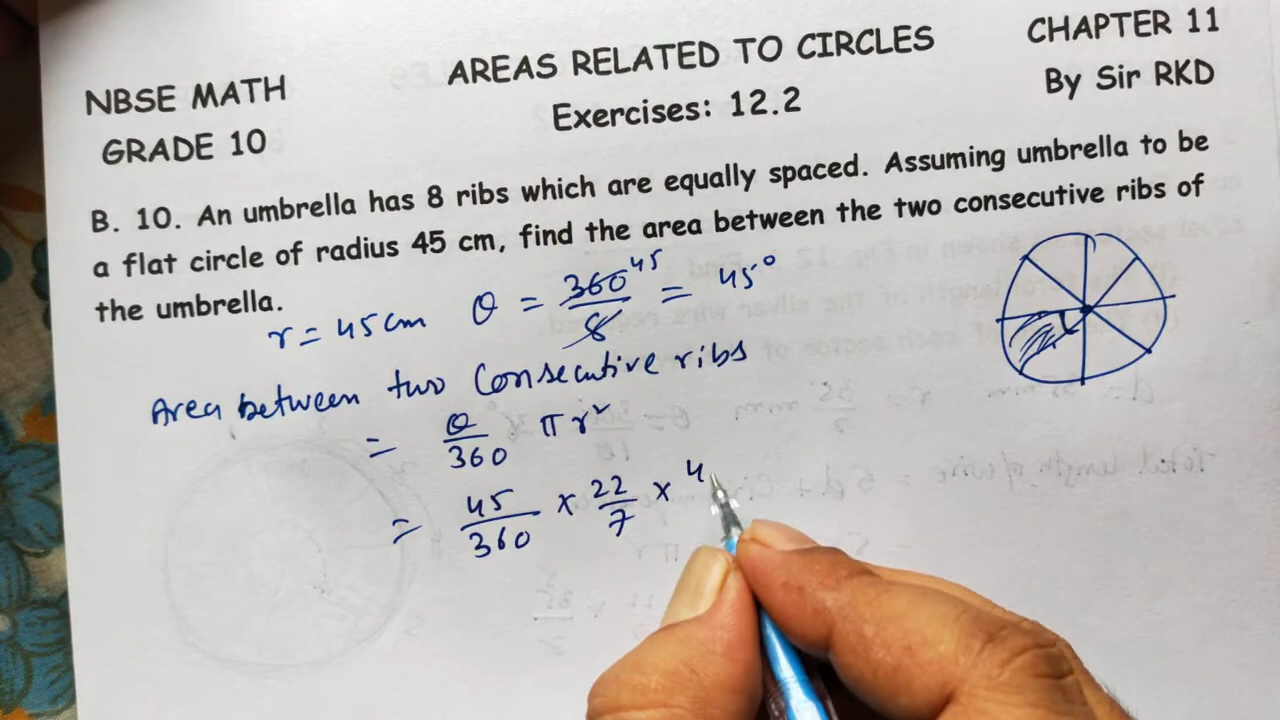 NBSE MATH
GRADE 10
AREAS RELATED TO CIRCLES
Exercises: 12.2
CHAPTER 11
By Sir RKD
B. 10. An umbrella has 8 ribs which are equally spaced. Assuming umbrella to be
a flat circle of radius 45 cm, find the area between the two consecutive ribs of
the umbrella.
r = 45 cm θ = 360/8 45 = 45°
Area between two Consecutive ribs
= θ/360 πr²
= 45/360 × 22/7 × 4